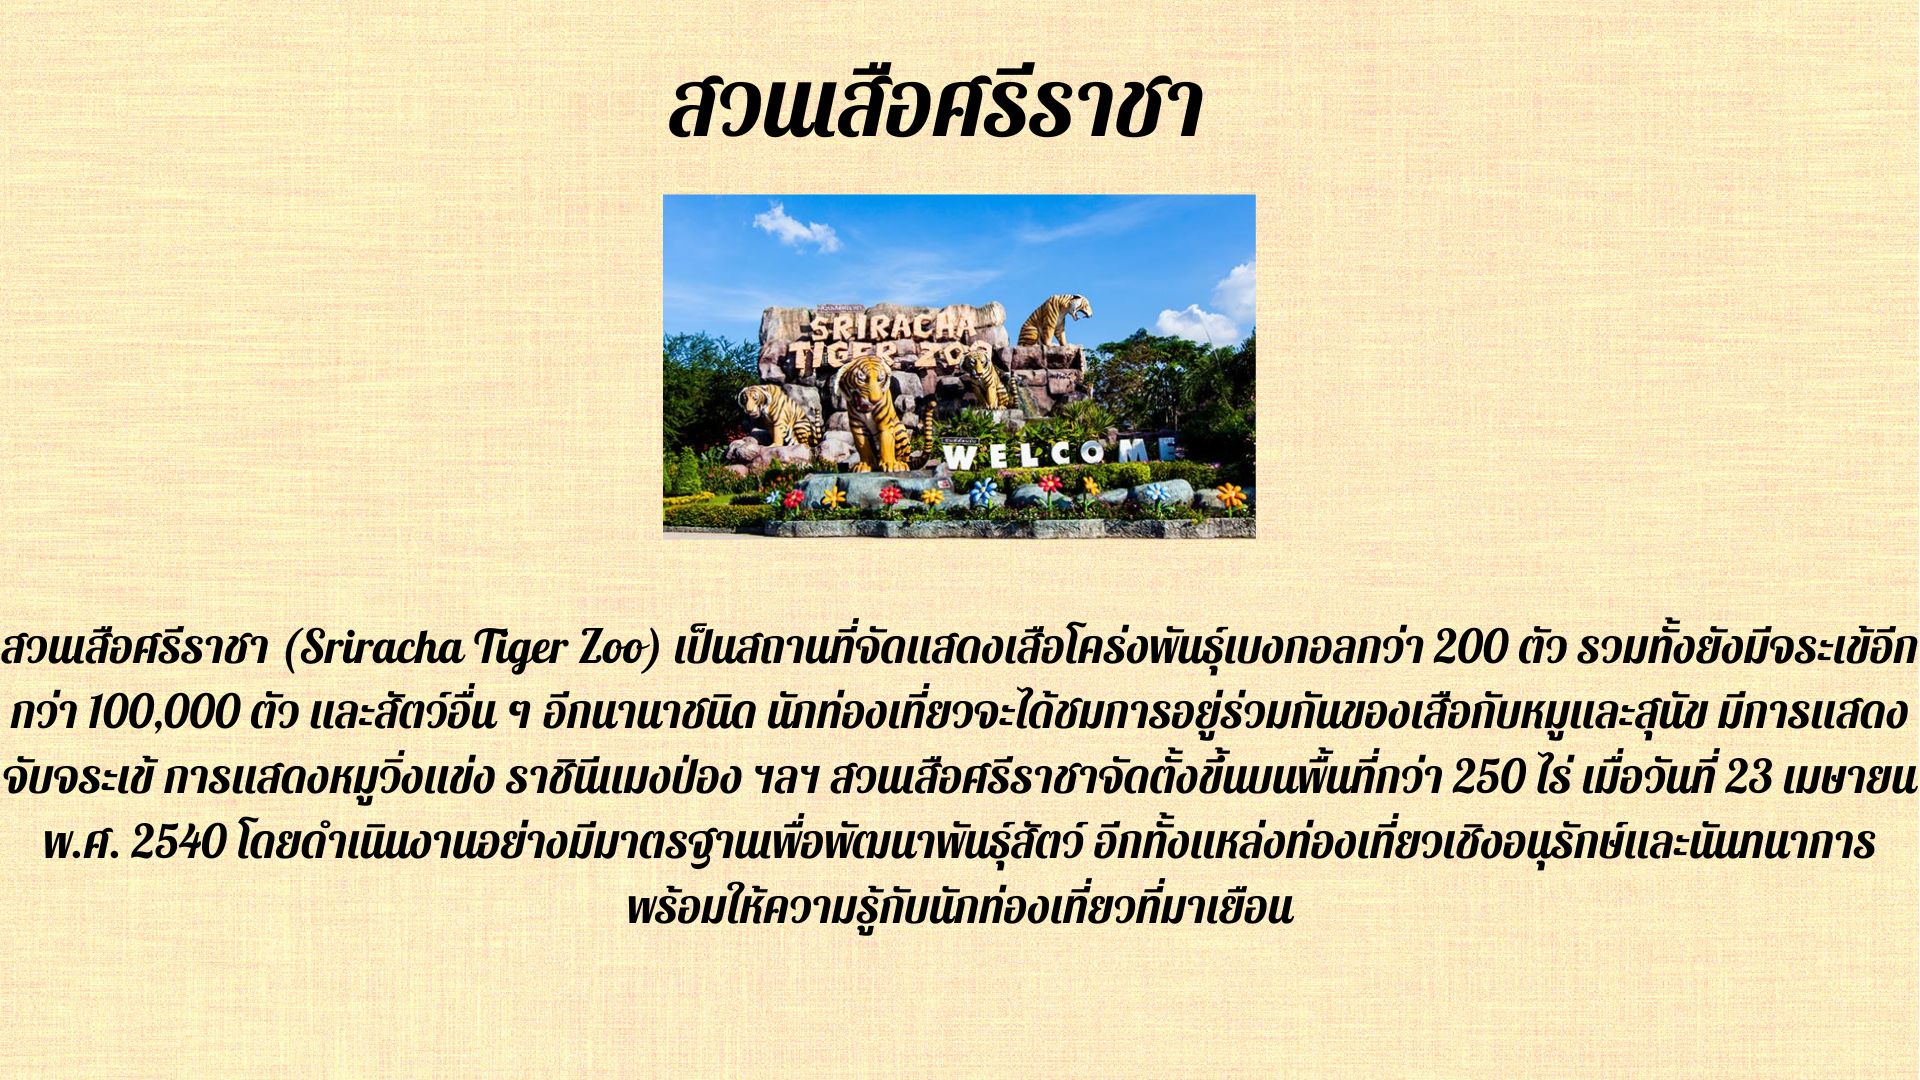 สวนเสือศรีราชา
SRIRACHA
TIGER ZOO
WELCOME
สวนเสือศรีราชา (Sriracha Tiger Zoo) เป็นสถานที่จัดแสดงเสือโคร่งพันธุ์เบงกอลกว่า 200 ตัว รวมทั้งยังมีจระเข้อีก
กว่า 100,000 ตัว และสัตว์อื่น ๆ อีกนานาชนิด นักท่องเที่ยวจะได้ชมการอยู่ร่วมกันของเสือกับหมูและสุนัข มีการแสดง
จับจระเข้ การแสดงหมูวิ่งแข่ง ราชินีแมงป่อง ฯลฯ สวนเสือศรีราชาจัดตั้งขึ้นบนพื้นที่กว่า 250 ไร่ เมื่อวันที่ 23 เมษายน
พ.ศ. 2540 โดยดำเนินงานอย่างมีมาตรฐานเพื่อพัฒนาพันธุ์สัตว์ อีกทั้งแหล่งท่องเที่ยวเชิงอนุรักษ์และนันทนาการ
พร้อมให้ความรู้กับนักท่องเที่ยวที่มาเยือน